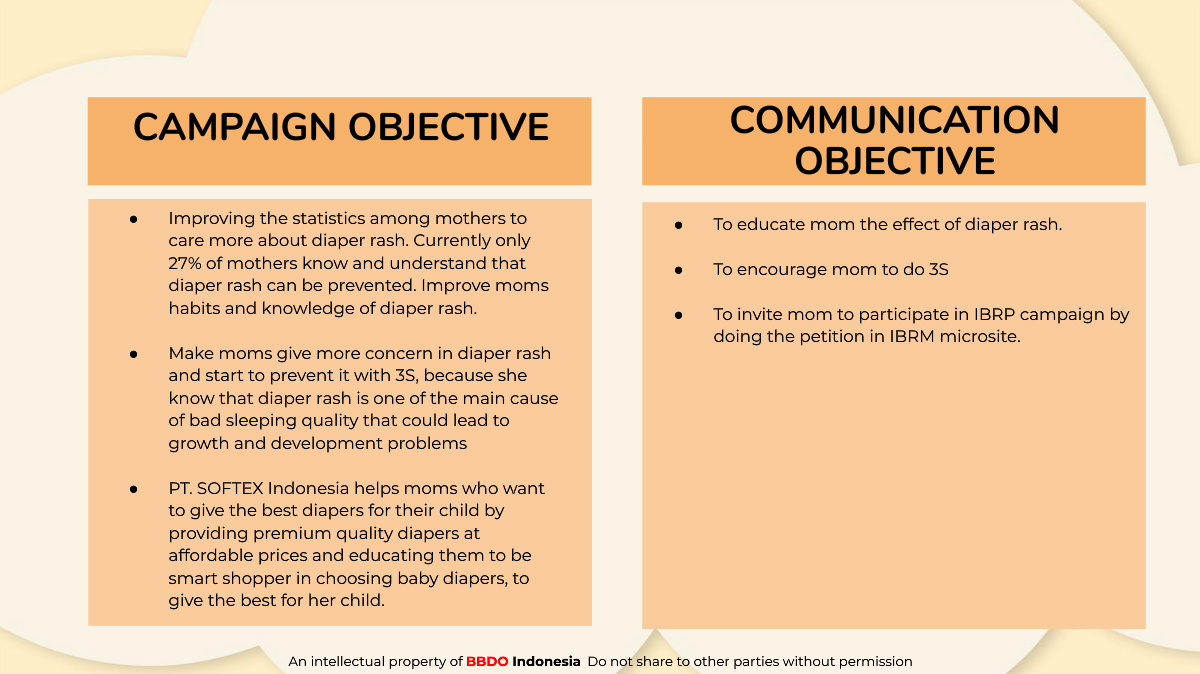 CAMPAIGN OBJECTIVE
● Improving the statistics among mothers to
care more about diaper rash. Currently only
27% of mothers know and understand that
diaper rash can be prevented. Improve moms
habits and knowledge of diaper rash.
● Make moms give more concern in diaper rash
and start to prevent it with 3S, because she
know that diaper rash is one of the main cause
of bad sleeping quality that could lead to
growth and development problems
● PT. SOFTEX Indonesia helps moms who want
to give the best diapers for their child by
providing premium quality diapers at
affordable prices and educating them to be
smart shopper in choosing baby diapers, to
give the best for her child.
COMMUNICATION
OBJECTIVE
● To educate mom the effect of diaper rash.
● To encourage mom to do 3S
● To invite mom to participate in IBRP campaign by
doing the petition in IBRM microsite.
An intellectual property of BBDO Indonesia Do not share to other parties without permission